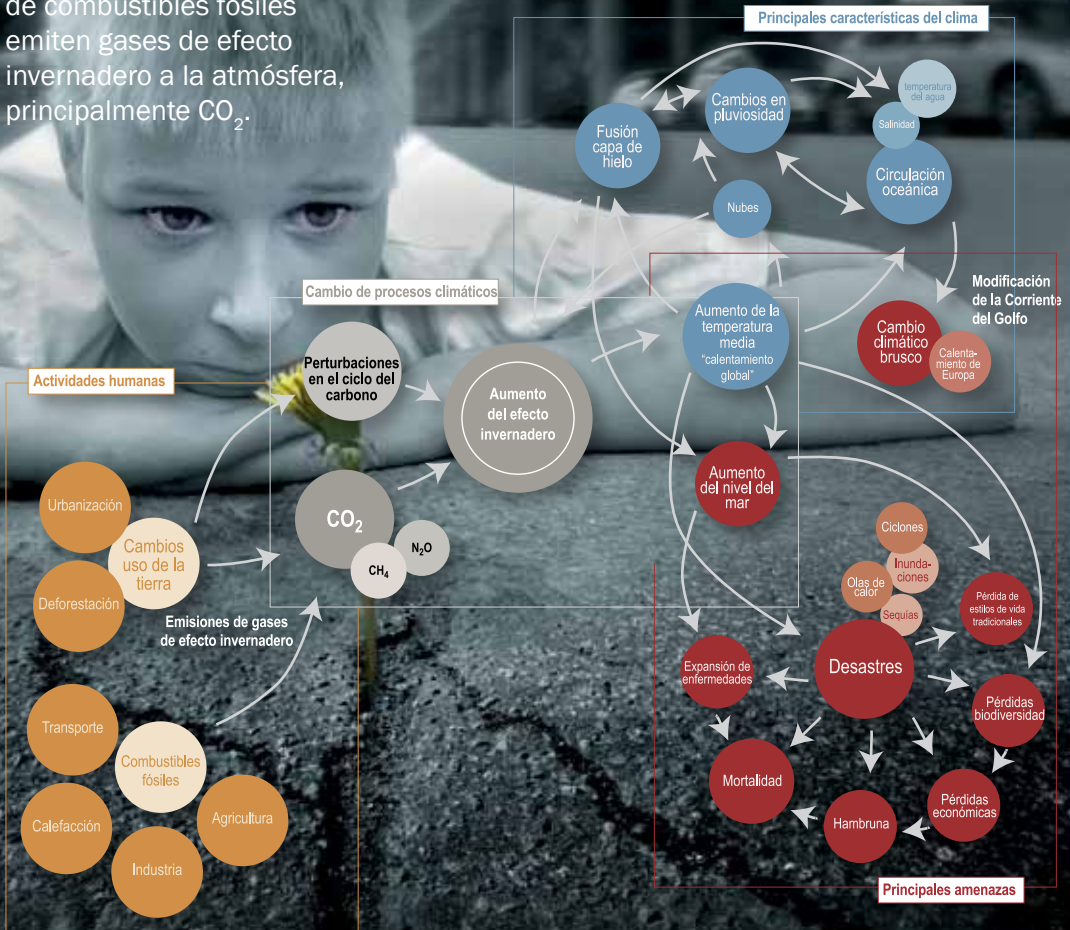 de combustibles fósiles
emiten gases de efecto
invernadero a la atmósfera,
principalmente CO₂.
Principales características del clima
Fusión
capa de
hielo
Cambios en
pluviosidad
temperatura
del agua
Salinidad
Circulación
oceánica
Nubes
Cambio de procesos climáticos
Perturbaciones
en el ciclo del
carbono
Aumento
del efecto
invernadero
Aumento de la
temperatura
media
“calentamiento
global”
Modificación
de la Corriente
del Golfo
Cambio
climático
brusco
Calenta-
miento de
Europa
Actividades humanas
Urbanización
Cambios
uso de la
tierra
Deforestación
Emisiones de gases
de efecto invernadero
CO₂
CH₄
N₂O
Aumento
del nivel del
mar
Ciclones
Inunda-
ciones
Olas de
calor
Sequías
Pérdida de
estilos de vida
tradicionales
Expansión de
enfermedades
Desastres
Pérdidas
biodiversidad
Mortalidad
Hambruna
Pérdidas
económicas
Transporte
Combustibles
fósiles
Calefacción
Agricultura
Industria
Principales amenazas